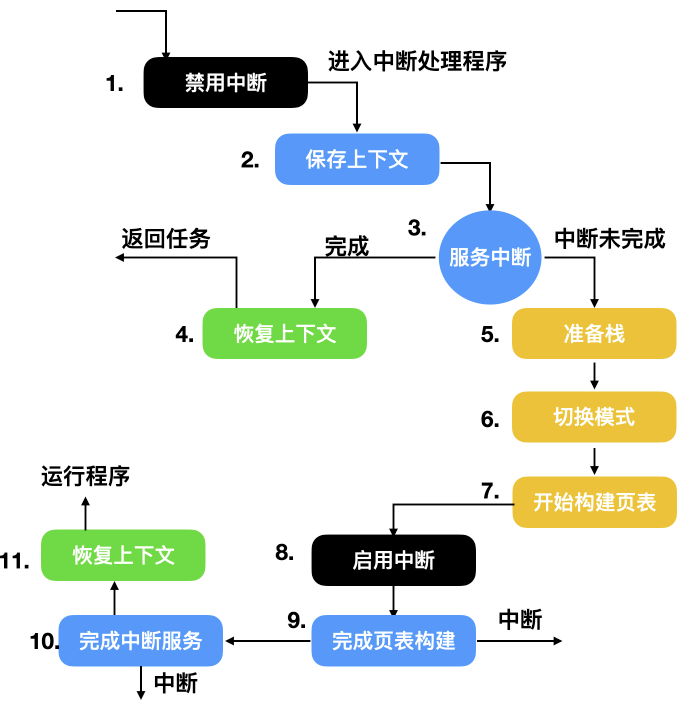 1.
禁用中断
进入中断处理程序
2.
保存上下文
3.
服务中断
返回任务
完成
中断未完成
4.
恢复上下文
5.
准备栈
6.
切换模式
7.
开始构建页表
运行程序
8.
启用中断
11.
恢复上下文
9.
完成页表构建
中断
10.
完成中断服务
中断